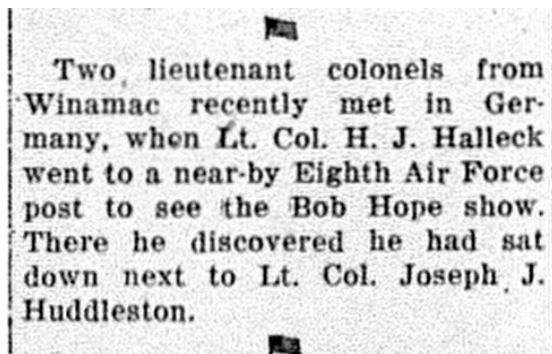 Two lieutenant colonels from
Winamac recently met in Ger-
many, when Lt. Col. H. J. Halleck
went to a near-by Eighth Air Force
post to see the Bob Hope show.
There he discovered he had sat
down next to Lt. Col. Joseph J.
Huddleston.